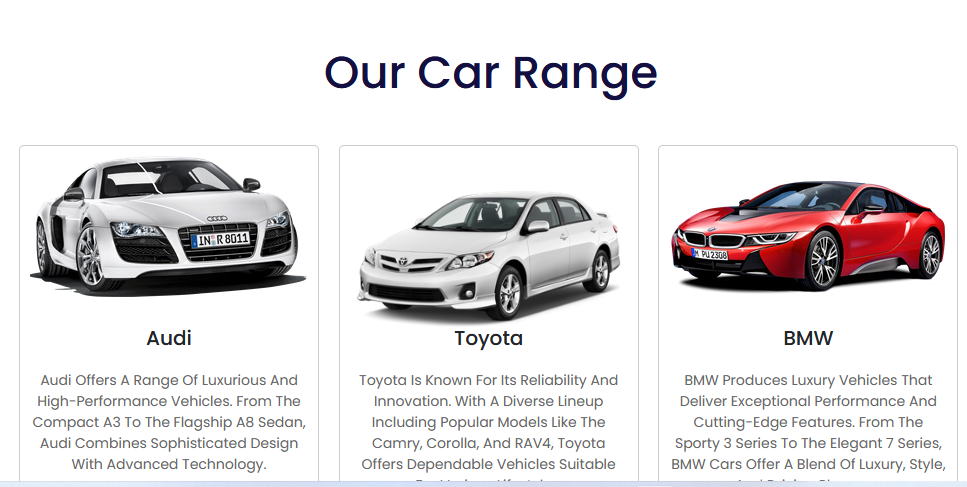 Our Car Range
IN R 8011
M PU 2308
Audi
Toyota
BMW
Audi Offers A Range Of Luxurious And
High-Performance Vehicles. From The
Compact A3 To The Flagship A8 Sedan,
Audi Combines Sophisticated Design
With Advanced Technology.
Toyota Is Known For Its Reliability And
Innovation. With A Diverse Lineup
Including Popular Models Like The
Camry, Corolla, And RAV4, Toyota
Offers Dependable Vehicles Suitable
BMW Produces Luxury Vehicles That
Deliver Exceptional Performance And
Cutting-Edge Features. From The
Sporty 3 Series To The Elegant 7 Series,
BMW Cars Offer A Blend Of Luxury, Style,